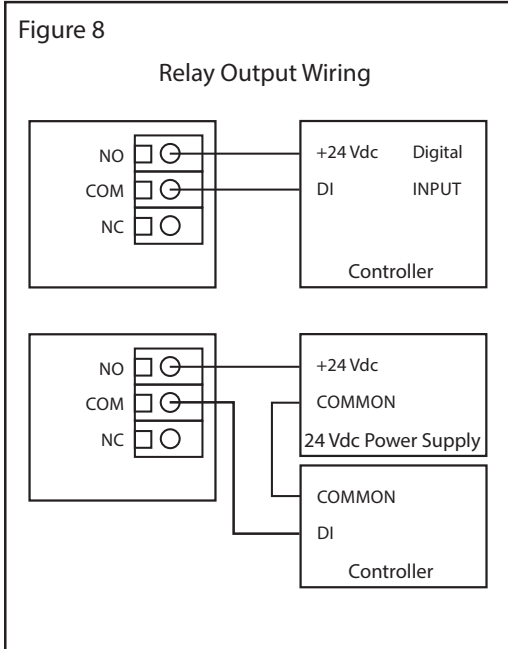 Figure 8
Relay Output Wiring
NO
COM
NC
+24 Vdc Digital
DI INPUT
Controller
NO
COM
NC
+24 Vdc
COMMON
24 Vdc Power Supply
COMMON
DI
Controller